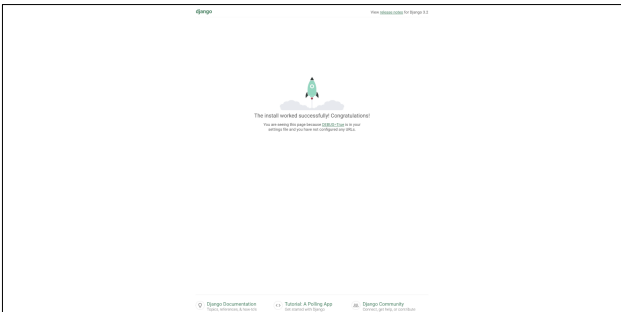 django
View release notes for Django 3.2
The install worked successfully! Congratulations!
You are seeing this page because DEBUG=True is in your
settings file and you have not configured any URLs.
Django Documentation
Topics, references, & how-to's
Tutorial: A Polling App
Get started with Django
Django Community
Connect, get help, or contribute